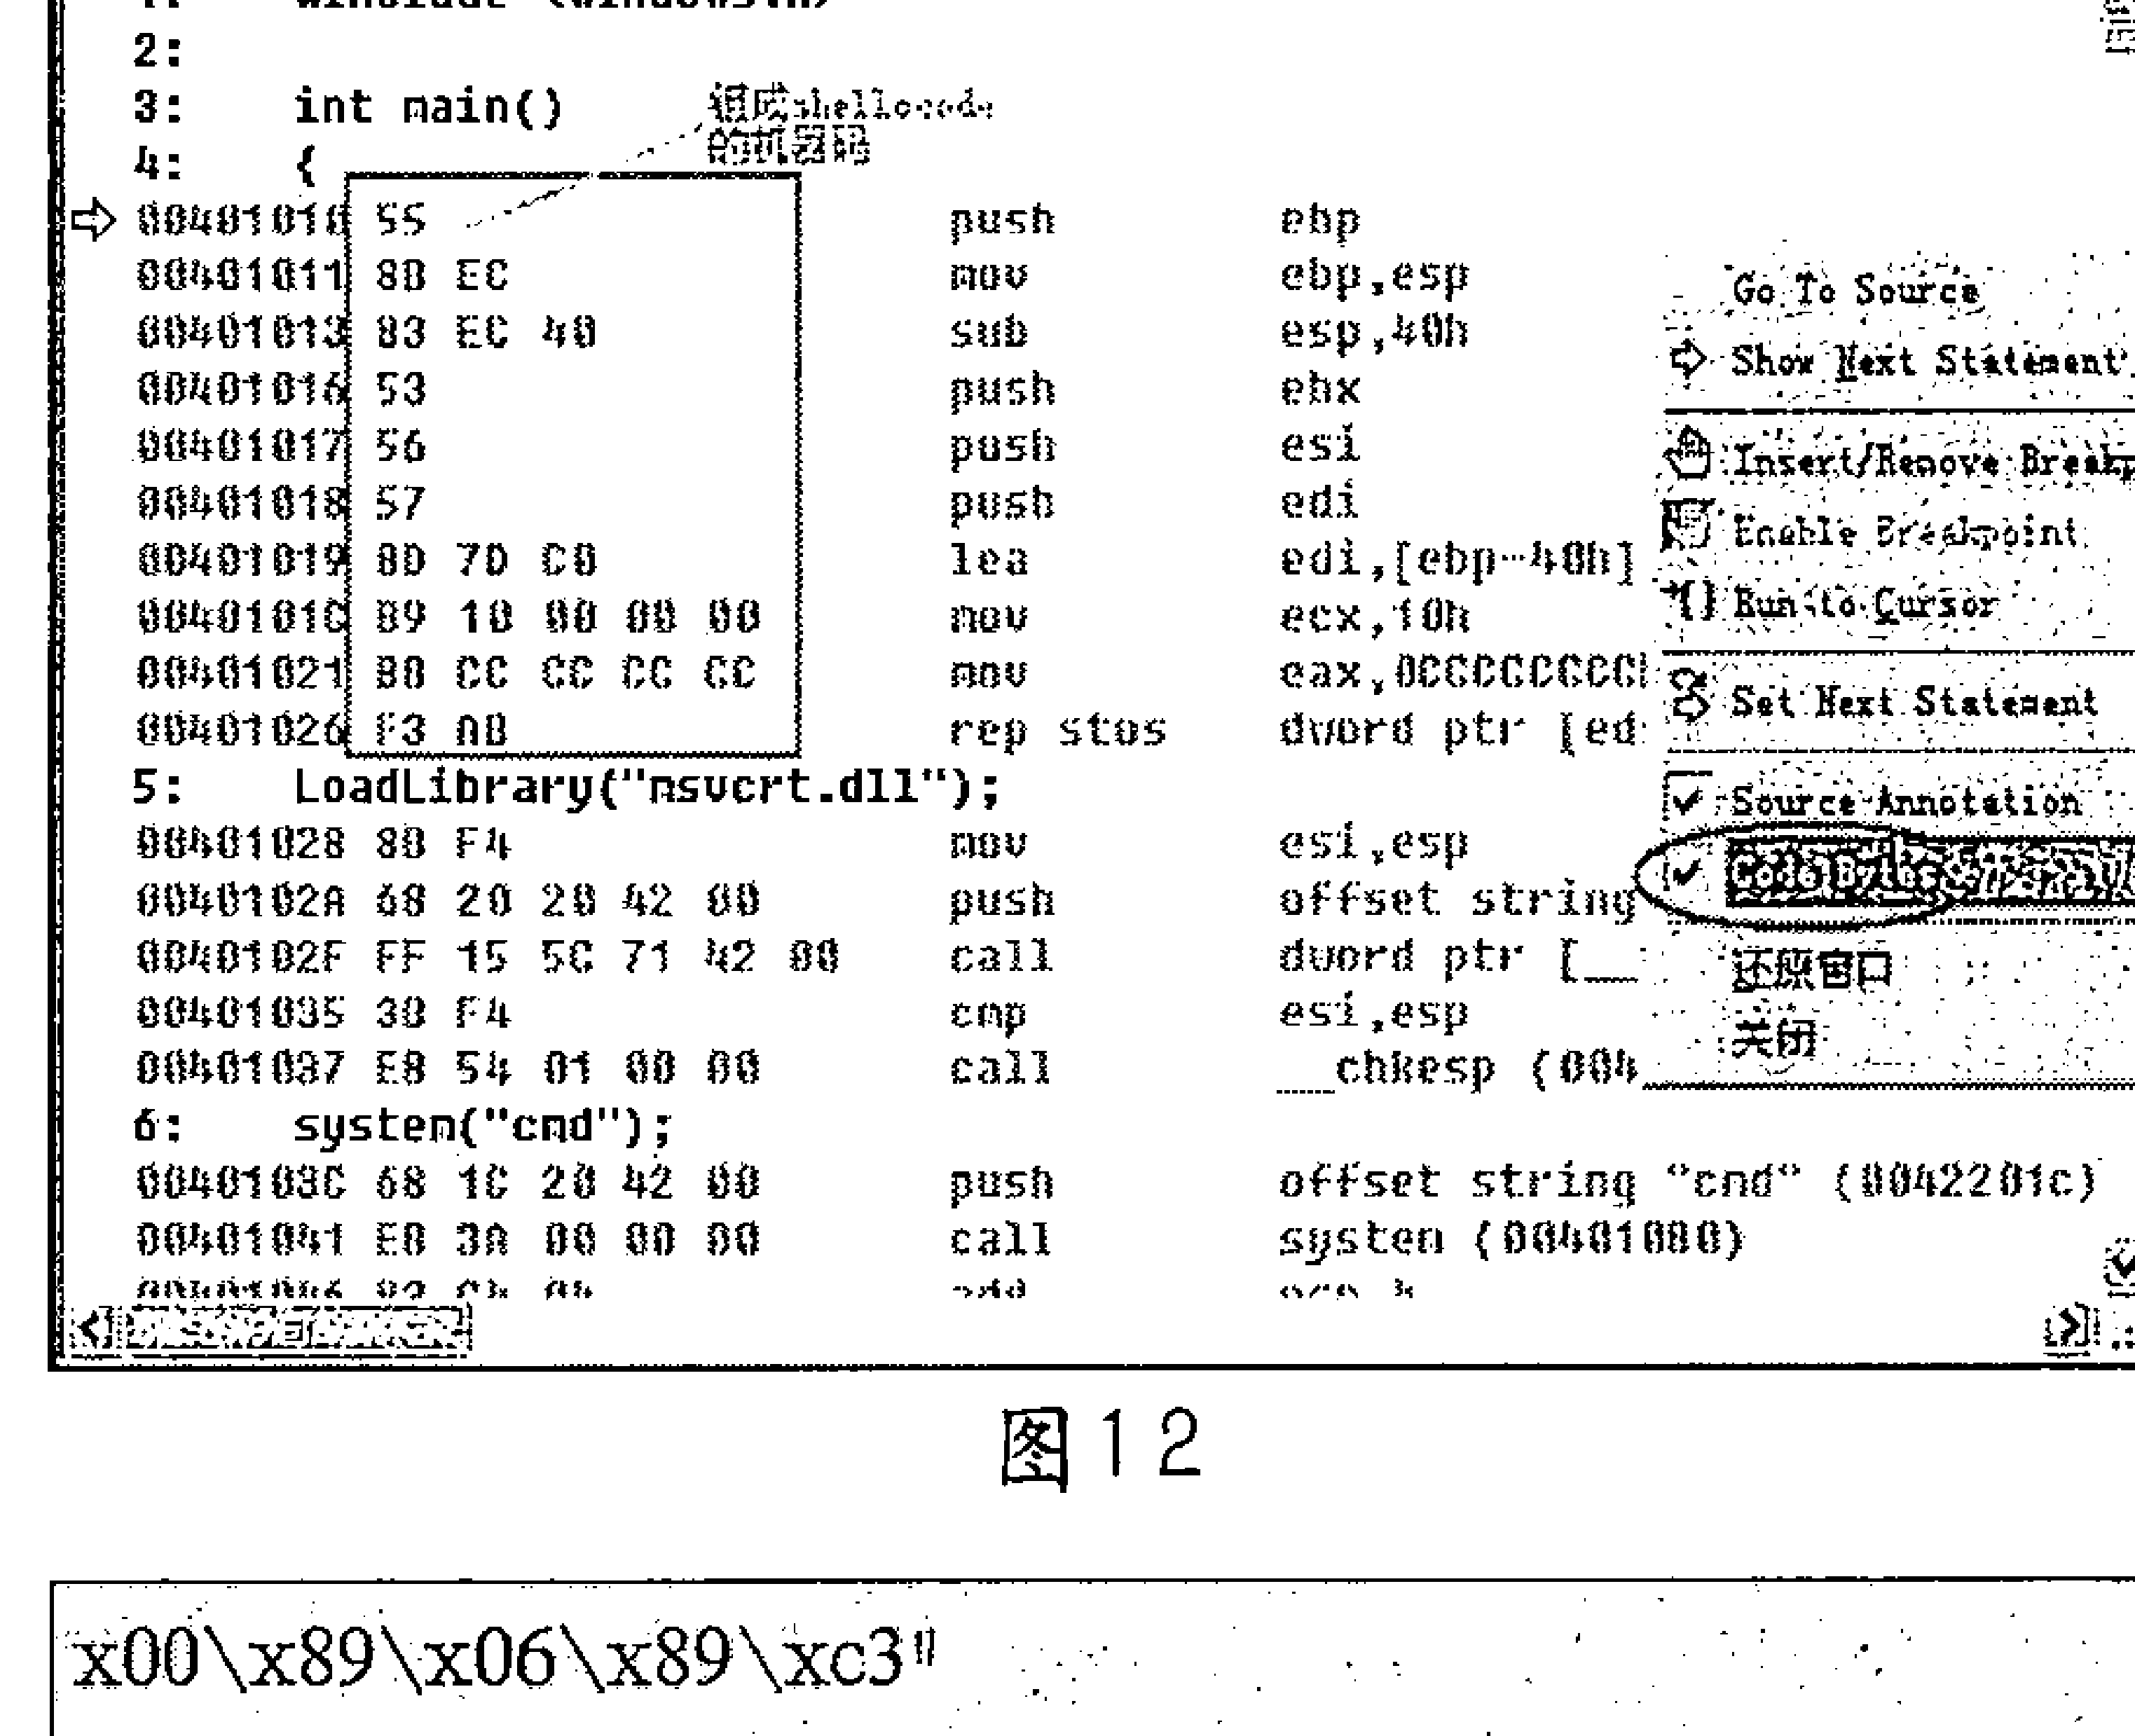 2:
3: int main() 组成shellcode
的机器码
4: {
00401010 55 push ebp
00401011 8B EC mov ebp,esp
00401013 83 EC 40 sub esp,40h
00401016 53 push ebx
00401017 56 push esi
00401018 57 push edi
00401019 8D 7D C0 lea edi,[ebp-40h]
0040101C B9 10 00 00 00 mov ecx,10h
00401021 B8 CC CC CC CC mov eax,0CCCCCCCC
00401026 F3 AB rep stos dword ptr [ed
5: LoadLibrary("msvcrt.dll");
00401028 8B F4 mov esi,esp
0040102A 68 20 20 42 00 push offset string
0040102F FF 15 5C 71 42 00 call dword ptr [__
00401035 3B F4 cmp esi,esp
00401037 E8 54 01 00 00 call __chkesp (004
6: system("cmd");
0040103C 68 1C 20 42 00 push offset string "cmd" (0042201c)
00401041 E8 3A 00 00 00 call system (00401080)
Go To Source
Show Next Statement
Insert/Remove Breakp
Enable Breakpoint
Run to Cursor
Set Next Statement
Source Annotation
Code Bytes
还原窗口
关闭
图12
x00\x89\x06\x89\xc3"